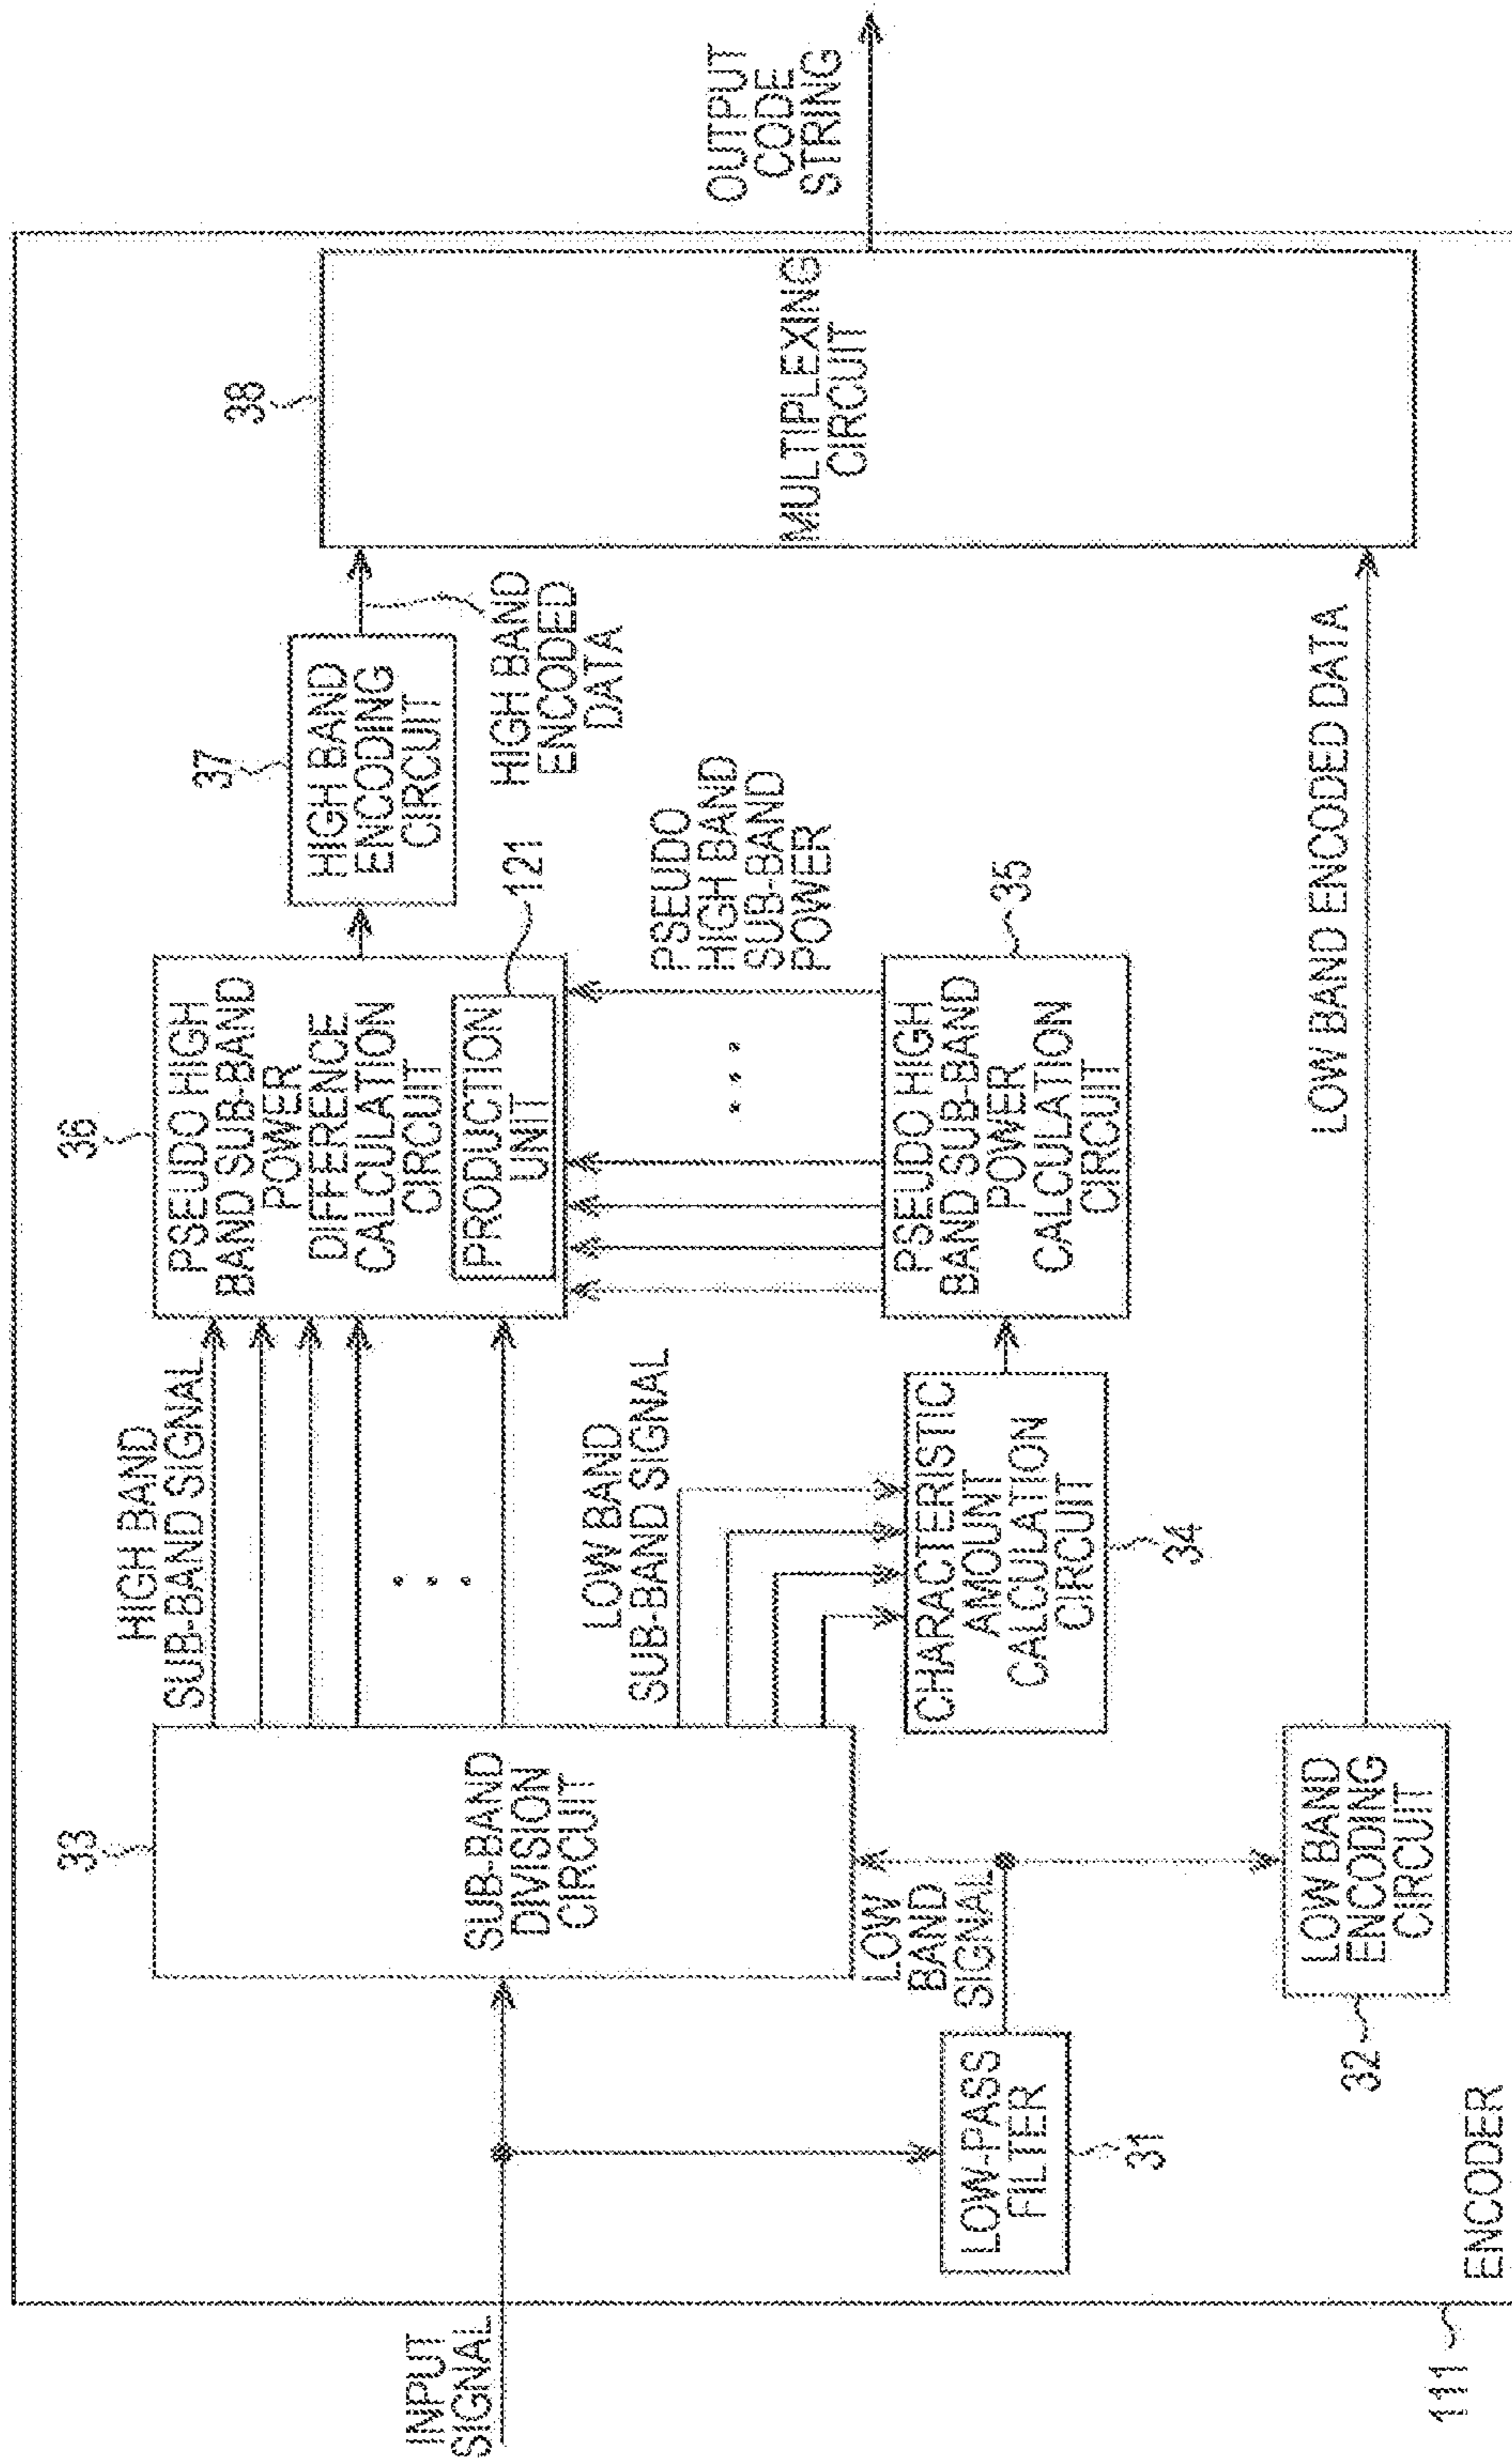 INPUT
SIGNAL
111
ENCODER
33
SUB-BAND
DIVISION
CIRCUIT
LOW-PASS
FILTER
31
LOW
BAND
SIGNAL
LOW BAND
ENCODING
CIRCUIT
32
HIGH BAND
SUB-BAND SIGNAL
LOW BAND
SUB-BAND SIGNAL
CHARACTERISTIC
AMOUNT
CALCULATION
CIRCUIT
34
36
PSEUDO HIGH
BAND SUB-BAND
POWER
DIFFERENCE
CALCULATION
CIRCUIT
PRODUCTION
UNIT
121
PSEUDO
HIGH BAND
SUB-BAND
POWER
35
PSEUDO HIGH
BAND SUB-BAND
POWER
CALCULATION
CIRCUIT
37
HIGH BAND
ENCODING
CIRCUIT
HIGH BAND
ENCODED
DATA
LOW BAND ENCODED DATA
38
MULTIPLEXING
CIRCUIT
OUTPUT
CODE
STRING